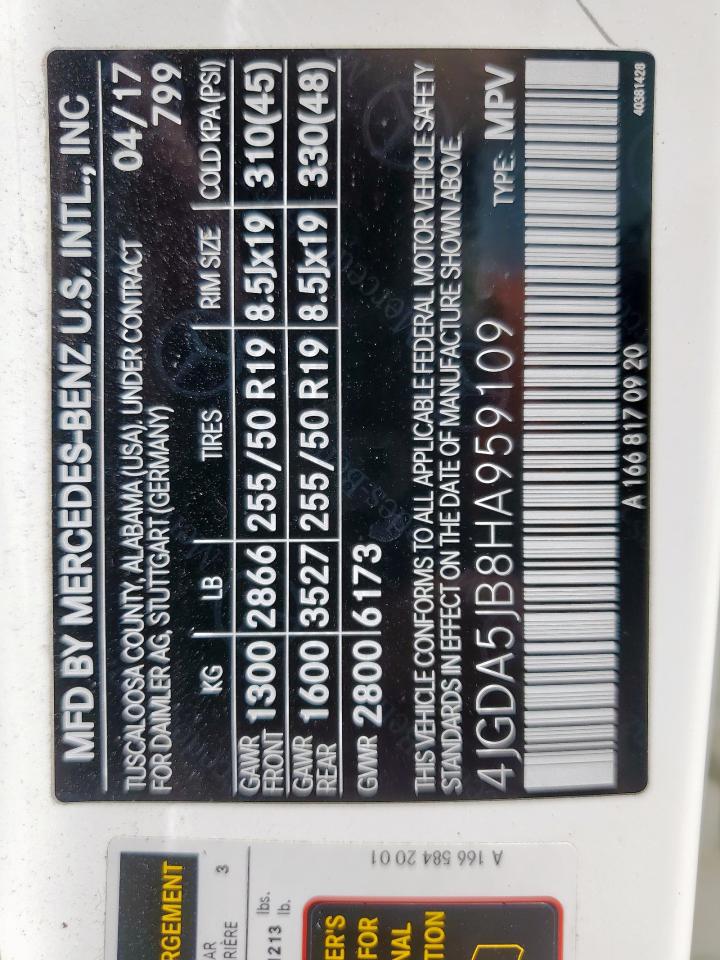 MFD BY MERCEDES-BENZ U.S. INTL., INC
TUSCALOOSA COUNTY, ALABAMA (USA), UNDER CONTRACT 04/17
FOR DAIMLER AG, STUTTGART (GERMANY) 799
KG LB TIRES RIM SIZE COLD KPA(PSI)
GAWR FRONT 1300 2866 255/50 R19 8.5Jx19 310(45)
GAWR REAR 1600 3527 255/50 R19 8.5Jx19 330(48)
GWR 2800 6173
THIS VEHICLE CONFORMS TO ALL APPLICABLE FEDERAL MOTOR VEHICLE SAFETY
STANDARDS IN EFFECT ON THE DATE OF MANUFACTURE SHOWN ABOVE.
4JGDA5JB8HA959109 TYPE: MPV
A 166 817 09 20 40381428
RGEMENT
AR
RIÈRE 3
lbs.
1213 lb.
ER'S
FOR
NAL
TION
A 166 584 20 01